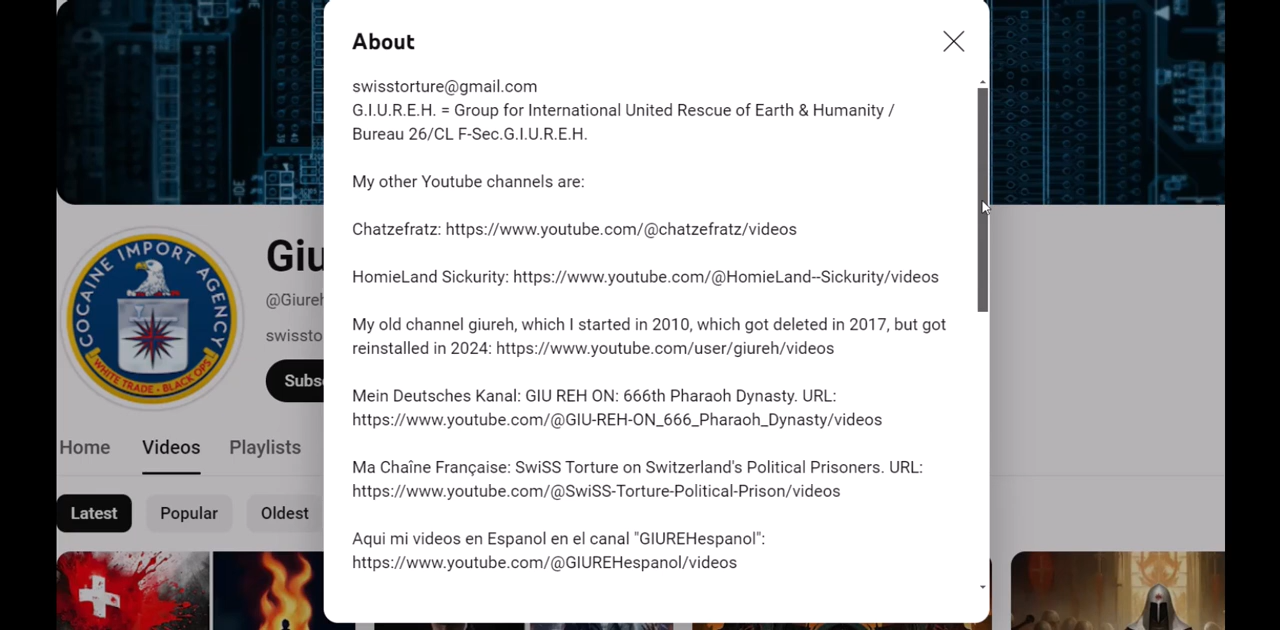 About
swisstorture@gmail.com
G.I.U.R.E.H. = Group for International United Rescue of Earth & Humanity /
Bureau 26/CL F-Sec.G.I.U.R.E.H.
My other Youtube channels are:
Chatzefratz: https://www.youtube.com/@chatzefratz/videos
HomieLand Sickurity: https://www.youtube.com/@HomieLand--Sickurity/videos
My old channel giureh, which I started in 2010, which got deleted in 2017, but got
reinstalled in 2024: https://www.youtube.com/user/giureh/videos
Mein Deutsches Kanal: GIU REH ON: 666th Pharaoh Dynasty. URL:
https://www.youtube.com/@GIU-REH-ON_666_Pharaoh_Dynasty/videos
Ma Chaîne Française: SwiSS Torture on Switzerland's Political Prisoners. URL:
https://www.youtube.com/@SwiSS-Torture-Political-Prison/videos
Aqui mi videos en Espanol en el canal "GIUREHespanol":
https://www.youtube.com/@GIUREHespanol/videos
COCAINE IMPORT AGENCY
WHITE TRADE - BLACK OPS
Giu
@Giureh
swissto
Subs
Home Videos Playlists
Latest Popular Oldest